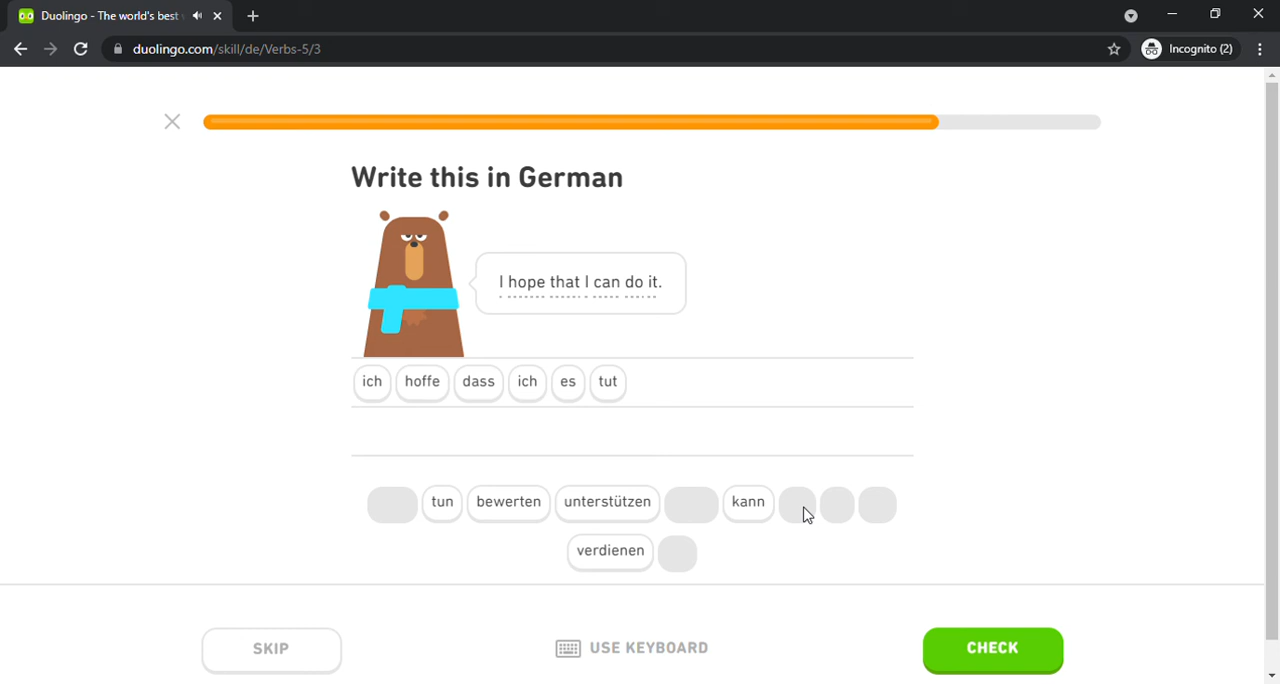 Duolingo - The world's best
duolingo.com/skill/de/Verbs-5/3
Incognito (2)
Write this in German
I hope that I can do it.
ich hoffe dass ich es tut
tun bewerten unterstützen kann
verdienen
SKIP
USE KEYBOARD
CHECK